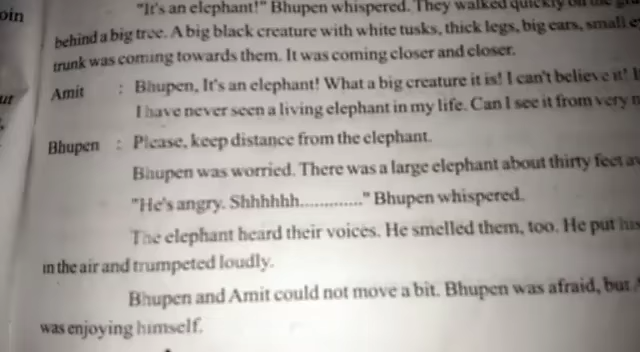 oin
"It's an elephant!" Bhupen whispered. They walked quickly on the
behind a big tree. A big black creature with white tusks, thick legs, big ears, small
trunk was coming towards them. It was coming closer and closer.
Amit : Bhupen, It's an elephant! What a big creature it is! I can't believe it!
I have never seen a living elephant in my life. Can I see it from very
Bhupen : Please, keep distance from the elephant.
Bhupen was worried. There was a large elephant about thirty feet
"He's angry. Shhhhhh............." Bhupen whispered.
The elephant heard their voices. He smelled them, too. He put his
in the air and trumpeted loudly.
Bhupen and Amit could not move a bit. Bhupen was afraid, but
was enjoying himself.